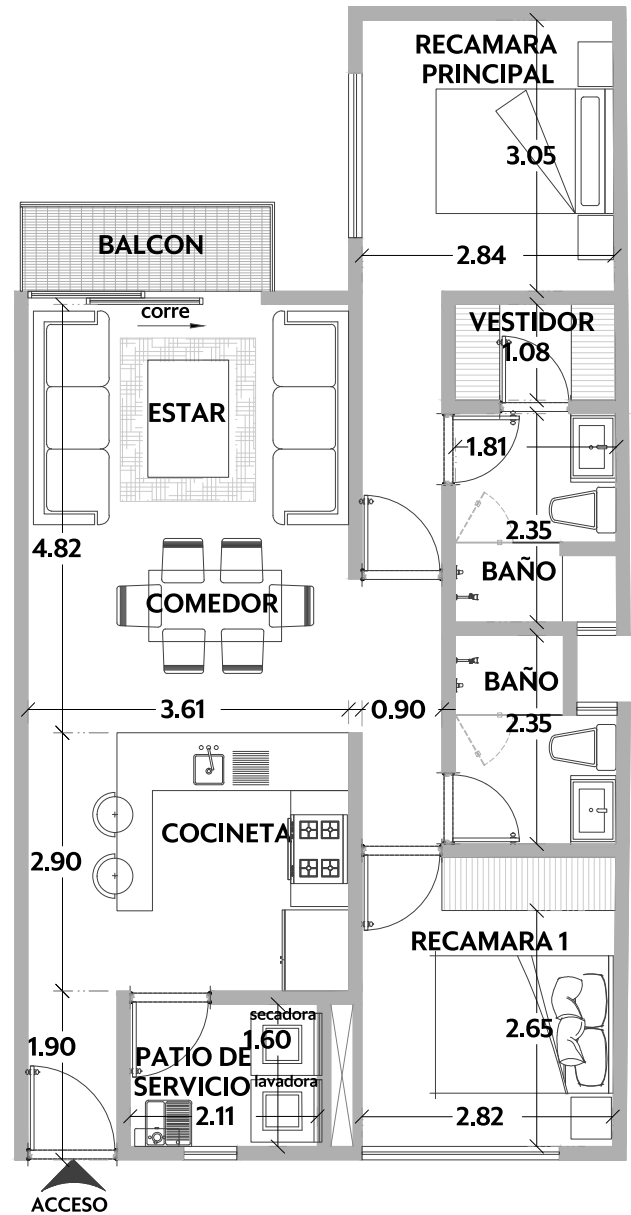 RECAMARA
PRINCIPAL
3.05
2.84
BALCON
corre
VESTIDOR
1.08
ESTAR
1.81
2.35
4.82
BAÑO
COMEDOR
BAÑO
3.61
0.90
2.35
COCINETA
2.90
RECAMARA 1
secadora
2.65
1.60
1.90
PATIO DE
SERVICIO
lavadora
2.11
2.82
ACCESO